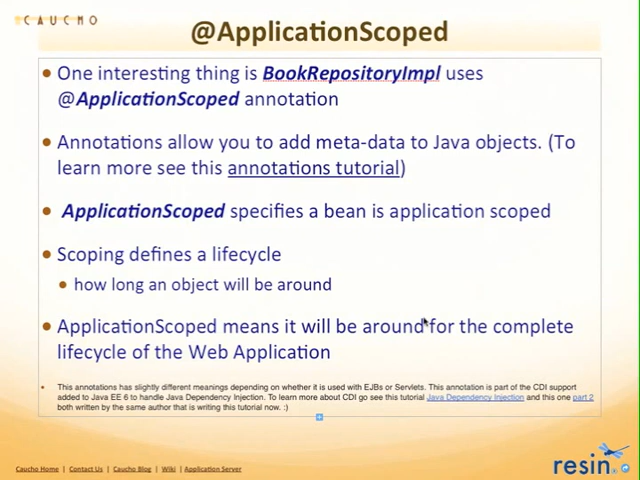 CAUCHO
@ApplicationScoped
One interesting thing is BookRepositoryImpl uses
@ApplicationScoped annotation
Annotations allow you to add meta-data to Java objects. (To
learn more see this annotations tutorial)
ApplicationScoped specifies a bean is application scoped
Scoping defines a lifecycle
how long an object will be around
ApplicationScoped means it will be around for the complete
lifecycle of the Web Application
This annotations has slightly different meanings depending on whether it is used with EJBs or Servlets. This annotation is part of the CDI support
added to Java EE 6 to handle Java Dependency Injection. To learn more about CDI go see this tutorial Java Dependency Injection and this one part 2
both written by the same author that is writing this tutorial now. :)
Caucho Home | Contact Us | Caucho Blog | Wiki | Application Server
resin